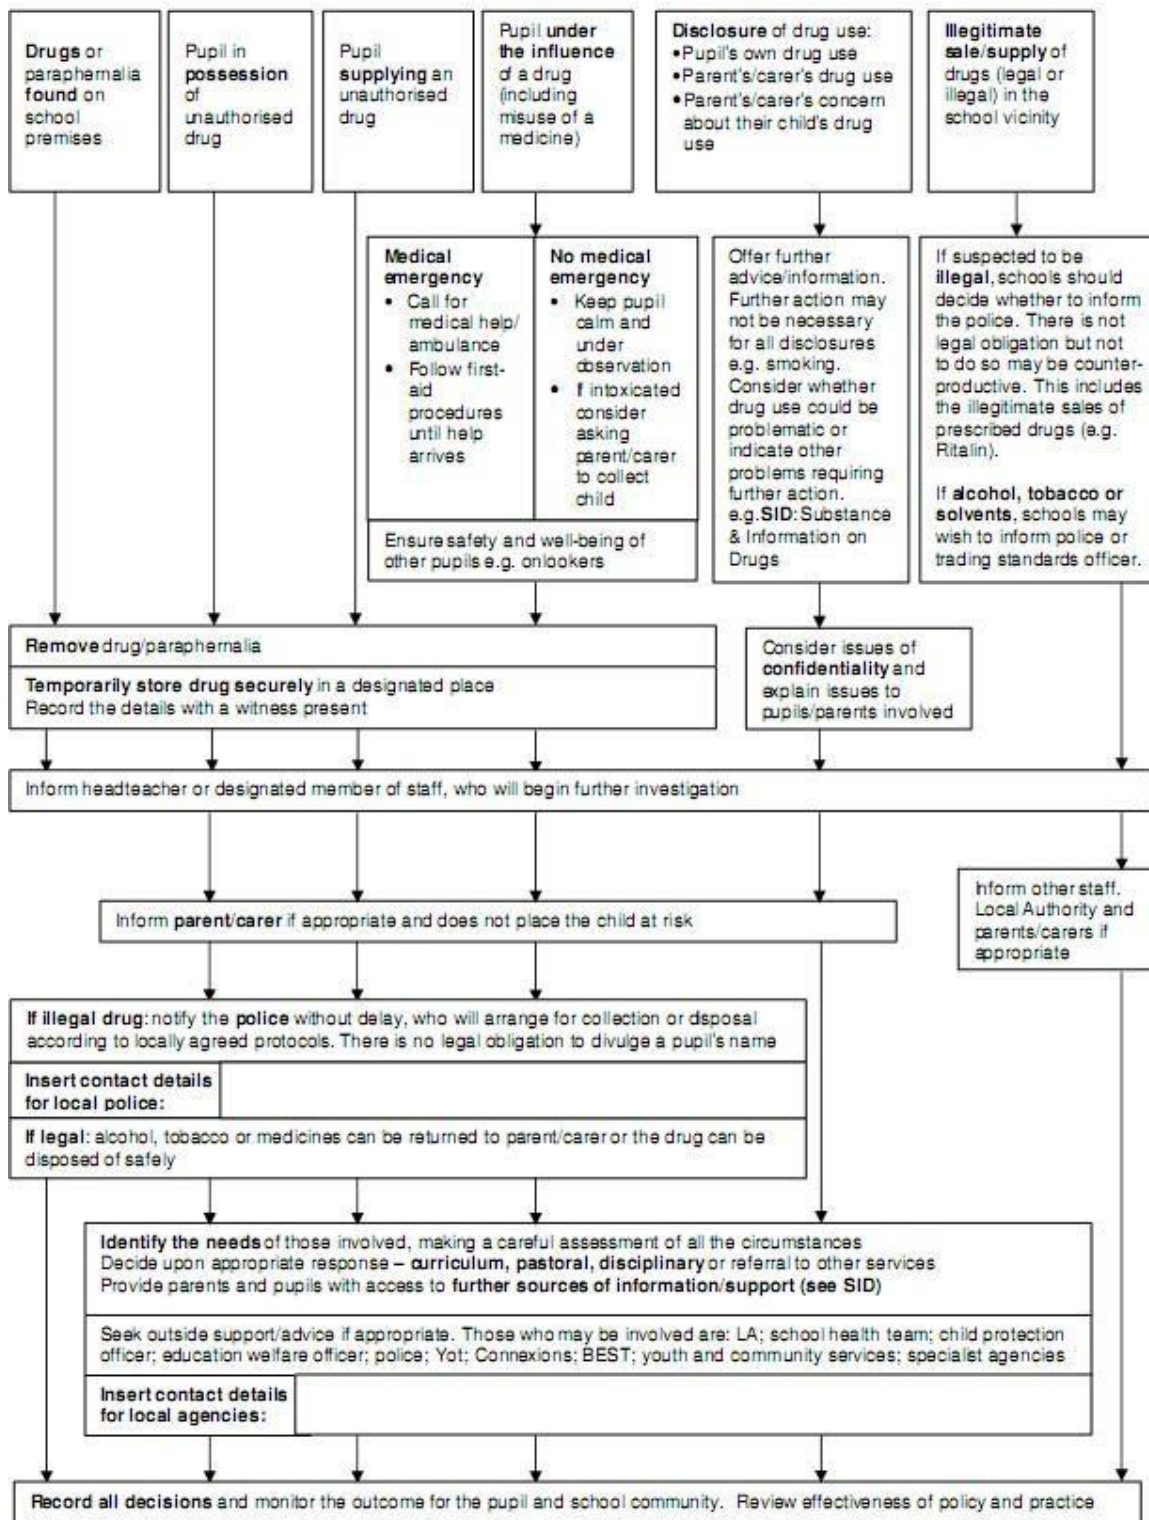 Drugs or
paraphernalia
found on
school
premises
Pupil in
possession
of
unauthorised
drug
Pupil
supplying an
unauthorised
drug
Pupil under
the influence
of a drug
(including
misuse of a
medicine)
Disclosure of drug use:
•Pupil's own drug use
•Parent's/carer's drug use
•Parent's/carer's concern
about their child's drug
use
Illegitimate
sale/supply of
drugs (legal or
illegal) in the
school vicinity
Medical
emergency
• Call for
medical help/
ambulance
• Follow first-
aid
procedures
until help
arrives
No medical
emergency
• Keep pupil
calm and
under
observation
• If intoxicated
consider
asking
parent/carer
to collect
child
Ensure safety and well-being of
other pupils e.g. onlookers
Offer further
advice/information.
Further action may
not be necessary
for all disclosures
e.g. smoking.
Consider whether
drug use could be
problematic or
indicate other
problems requiring
further action.
e.g.SID: Substance
& Information on
Drugs
If suspected to be
illegal, schools should
decide whether to inform
the police. There is not
legal obligation but not
to do so may be counter-
productive. This includes
the illegitimate sales of
prescribed drugs (e.g.
Ritalin).
If alcohol, tobacco or
solvents, schools may
wish to inform police or
trading standards officer.
Remove drug/paraphernalia
Temporarily store drug securely in a designated place
Record the details with a witness present
Consider issues of
confidentiality and
explain issues to
pupils/parents involved
Inform headteacher or designated member of staff, who will begin further investigation
Inform parent/carer if appropriate and does not place the child at risk
Inform other staff.
Local Authority and
parents/carers if
appropriate
If illegal drug: notify the police without delay, who will arrange for collection or disposal
according to locally agreed protocols. There is no legal obligation to divulge a pupil's name
Insert contact details
for local police:
If legal: alcohol, tobacco or medicines can be returned to parent/carer or the drug can be
disposed of safely
Identify the needs of those involved, making a careful assessment of all the circumstances
Decide upon appropriate response – curriculum, pastoral, disciplinary or referral to other services
Provide parents and pupils with access to further sources of information/support (see SID)
Seek outside support/advice if appropriate. Those who may be involved are: LA; school health team; child protection
officer; education welfare officer; police; Yot; Connexions; BEST; youth and community services; specialist agencies
Insert contact details
for local agencies:
Record all decisions and monitor the outcome for the pupil and school community. Review effectiveness of policy and practice